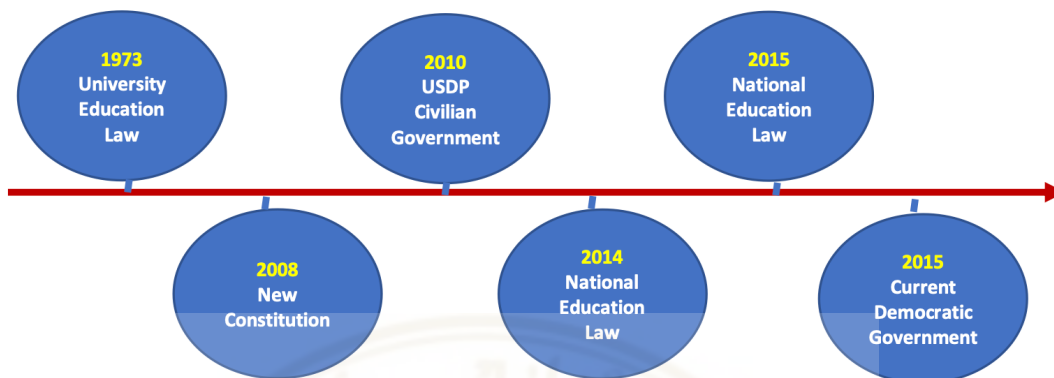 1973
University
Education
Law
2008
New
Constitution
2010
USDP
Civilian
Government
2014
National
Education
Law
2015
National
Education
Law
2015
Current
Democratic
Government